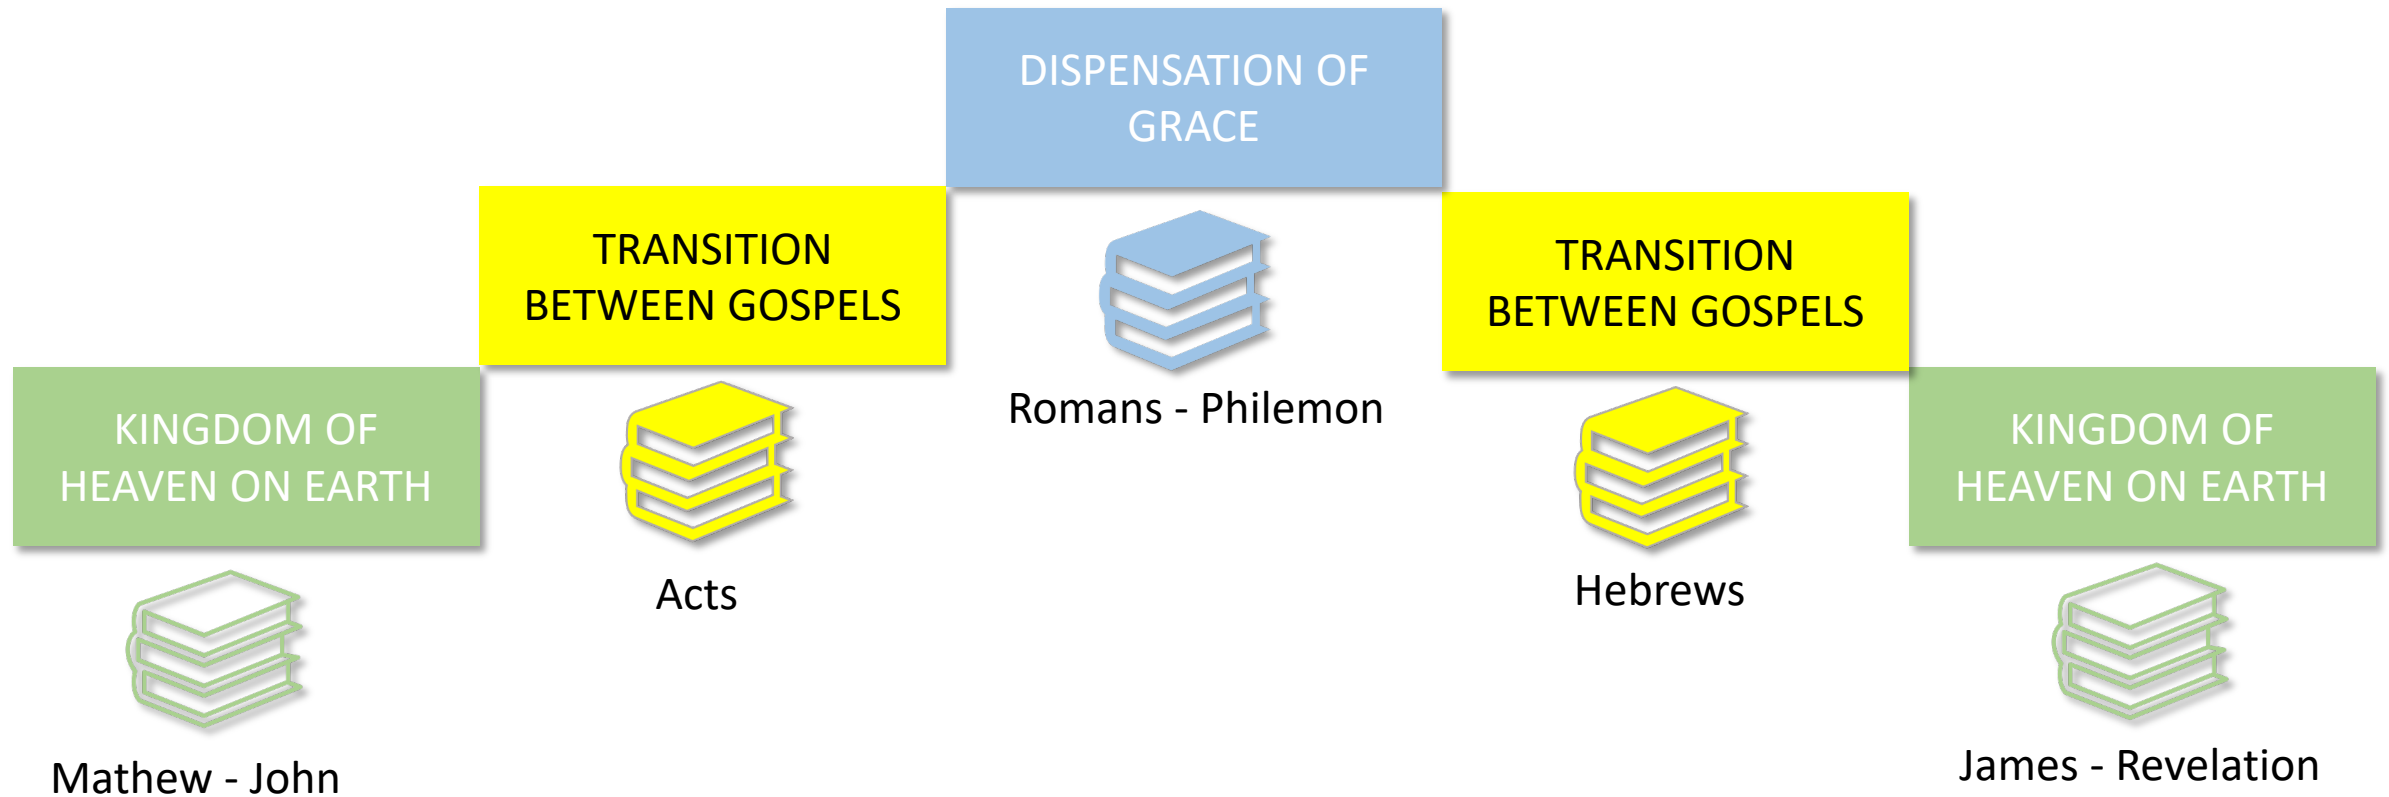 DISPENSATION OF
GRACE
TRANSITION
BETWEEN GOSPELS
TRANSITION
BETWEEN GOSPELS
Romans - Philemon
KINGDOM OF
HEAVEN ON EARTH
KINGDOM OF
HEAVEN ON EARTH
Acts
Hebrews
Mathew - John
James - Revelation